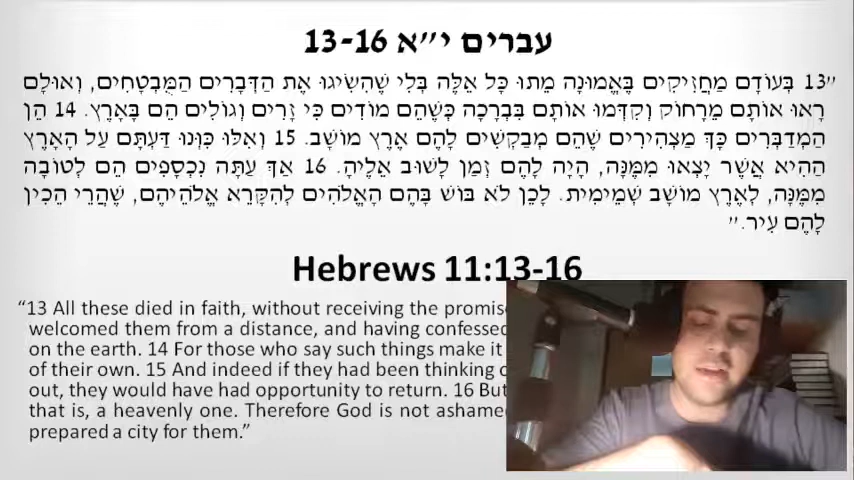 עברים י״א 13-16
״13 בְּעוֹדָם מַחֲזִיקִים בֶּאֱמוּנָה מֵתוּ כָּל אֵלֶּה בְּלִי שֶׁהִשִּׂיגוּ אֶת הַדְּבָרִים הַמֻּבְטָחִים, וְאוּלָם
רָאוּ אוֹתָם מֵרָחוֹק וְקִדְּמוּ אוֹתָם בִּבְרָכָה כְּשֶׁהֵם מוֹדִים כִּי זָרִים וְגוֹלִים הֵם בָּאָרֶץ. 14 הֵן
הַמְדַבְּרִים כָּךְ מַצְהִירִים שֶׁהֵם מְבַקְשִׁים לָהֶם אֶרֶץ מוֹשָׁב. 15 וְאִלּוּ כִּוְּנוּ דַּעְתָּם עַל הָאָרֶץ
הַהִיא אֲשֶׁר יָצְאוּ מִמֶּנָּה, הָיָה לָהֶם זְמַן לָשׁוּב אֵלֶיהָ. 16 אַךְ עַתָּה נִכְסָפִים הֵם לְטוֹבָה
מִמֶּנָּה, לְאֶרֶץ מוֹשָׁב שְׁמֵימִית. לָכֵן לֹא בּוֹשׁ בָּהֶם הָאֱלֹהִים לְהִקָּרֵא אֱלֹהֵיהֶם, שֶׁהֲרֵי הֵכִין
לָהֶם עִיר.״
Hebrews 11:13-16
“13 All these died in faith, without receiving the
welcomed them from a distance, and having confessed
on the earth. 14 For those who say such things make it
of their own. 15 And indeed if they had been thinking
out, they would have had opportunity to return. 16 But
that is, a heavenly one. Therefore God is not ashamed
prepared a city for them.”